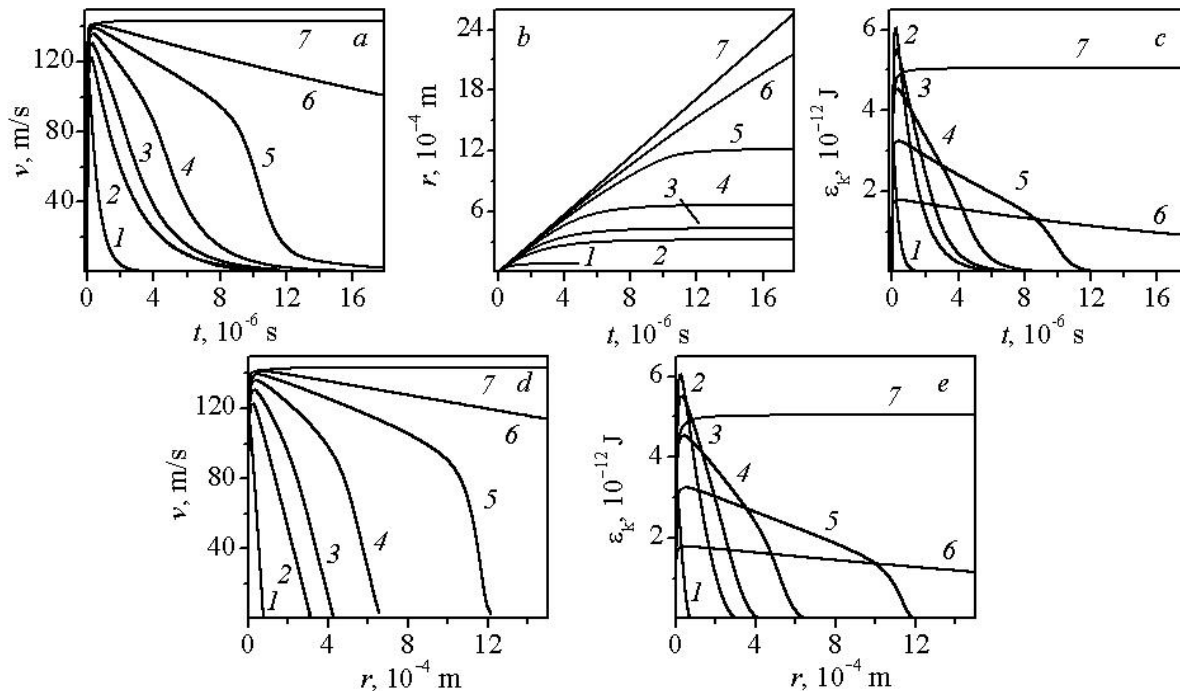 v, m/s
120
80
40
0 4 8 12 16
t, 10⁻⁶ s
a
1 2 3 4 5 6 7
r, 10⁻⁴ m
24
18
12
6
0 4 8 12 16
t, 10⁻⁶ s
b
1 2 3 4 5 6 7
εk, 10⁻¹² J
6
4
2
0 4 8 12 16
t, 10⁻⁶ s
c
1 2 3 4 5 6 7
v, m/s
120
80
40
0 4 8 12
r, 10⁻⁴ m
d
1 2 3 4 5 6 7
εk, 10⁻¹² J
6
4
2
0 4 8 12
r, 10⁻⁴ m
e
1 2 3 4 5 6 7